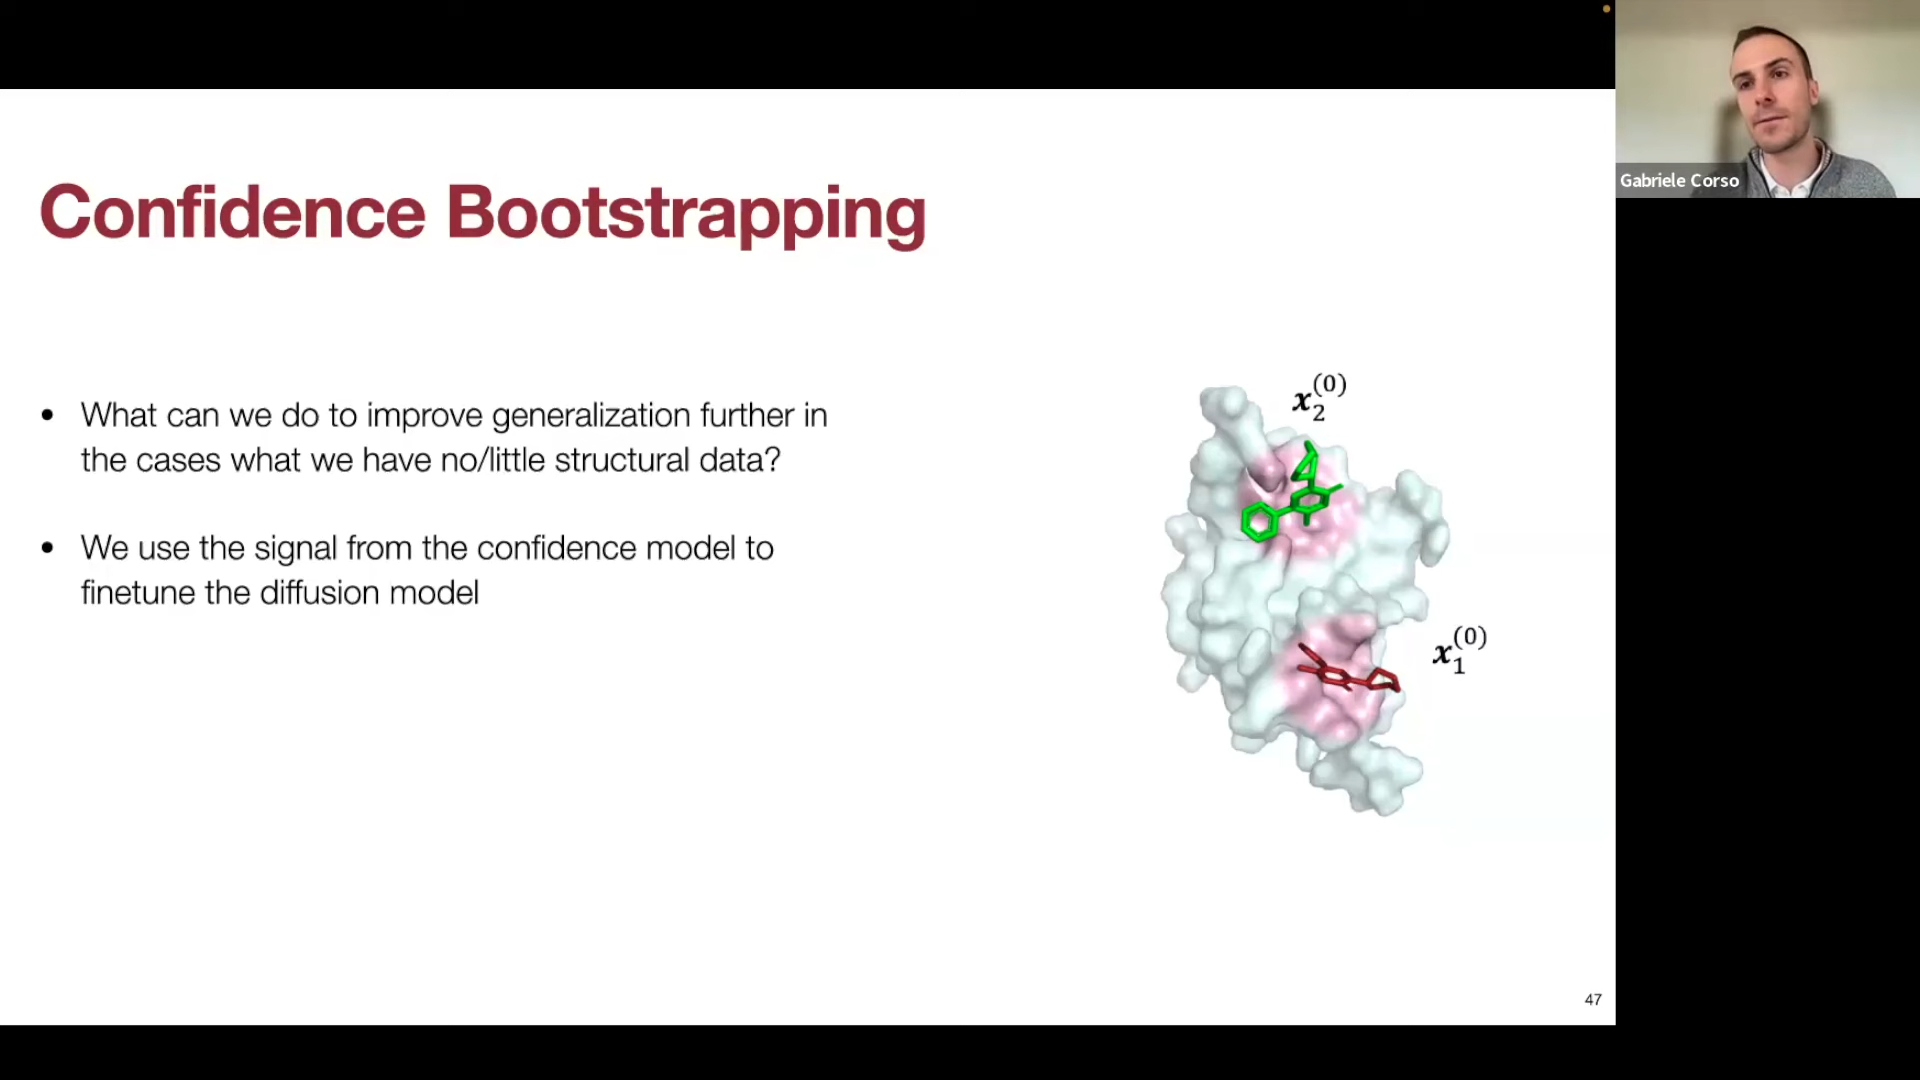 Gabriele Corso
Confidence Bootstrapping
• What can we do to improve generalization further in
the cases what we have no/little structural data?
• We use the signal from the confidence model to
finetune the diffusion model
x₂⁽⁰⁾
x₁⁽⁰⁾
47